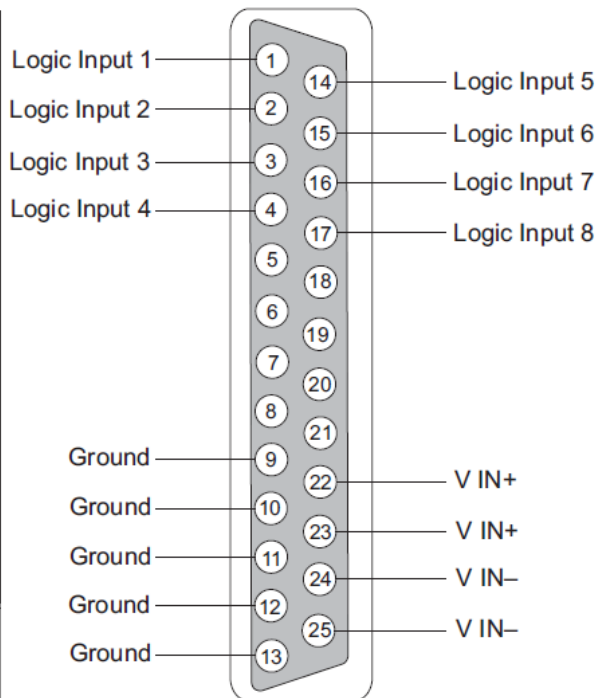 Logic Input 1
1
14
Logic Input 5
Logic Input 2
2
15
Logic Input 6
Logic Input 3
3
16
Logic Input 7
Logic Input 4
4
17
Logic Input 8
5
18
6
19
7
20
8
21
Ground
9
22
V IN+
Ground
10
23
V IN+
Ground
11
24
V IN–
Ground
12
25
V IN–
Ground
13